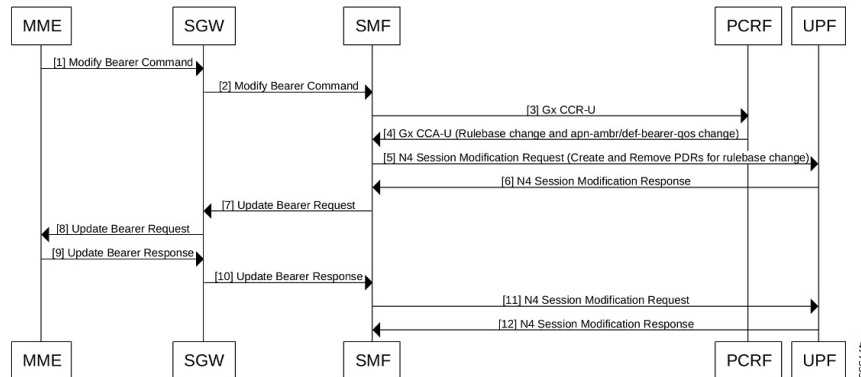 MME SGW SMF PCRF UPF
[1] Modify Bearer Command
[2] Modify Bearer Command
[3] Gx CCR-U
[4] Gx CCA-U (Rulebase change and apn-ambr/def-bearer-qos change)
[5] N4 Session Modification Request (Create and Remove PDRs for rulebase change)
[6] N4 Session Modification Response
[7] Update Bearer Request
[8] Update Bearer Request
[9] Update Bearer Response
[10] Update Bearer Response
[11] N4 Session Modification Request
[12] N4 Session Modification Response
MME SGW SMF PCRF UPF